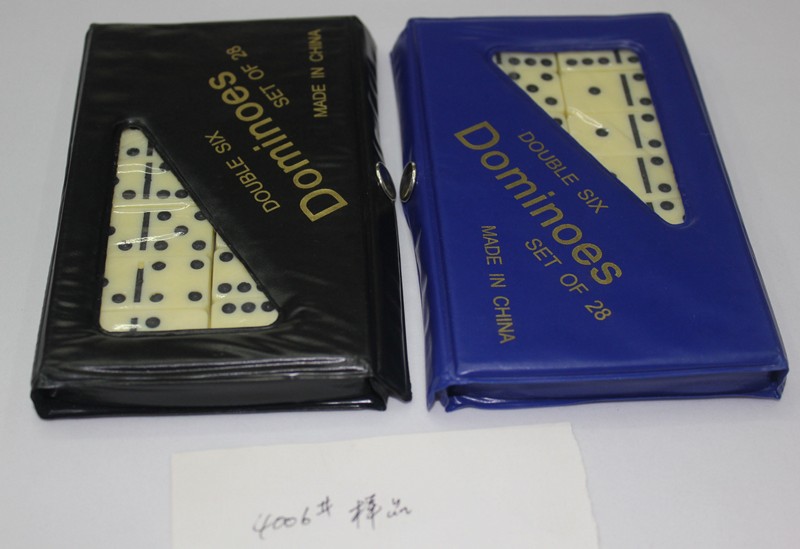 DOUBLE SIX
Dominoes
SET OF 28
MADE IN CHINA
DOUBLE SIX
Dominoes
SET OF 28
MADE IN CHINA
4006# 样品